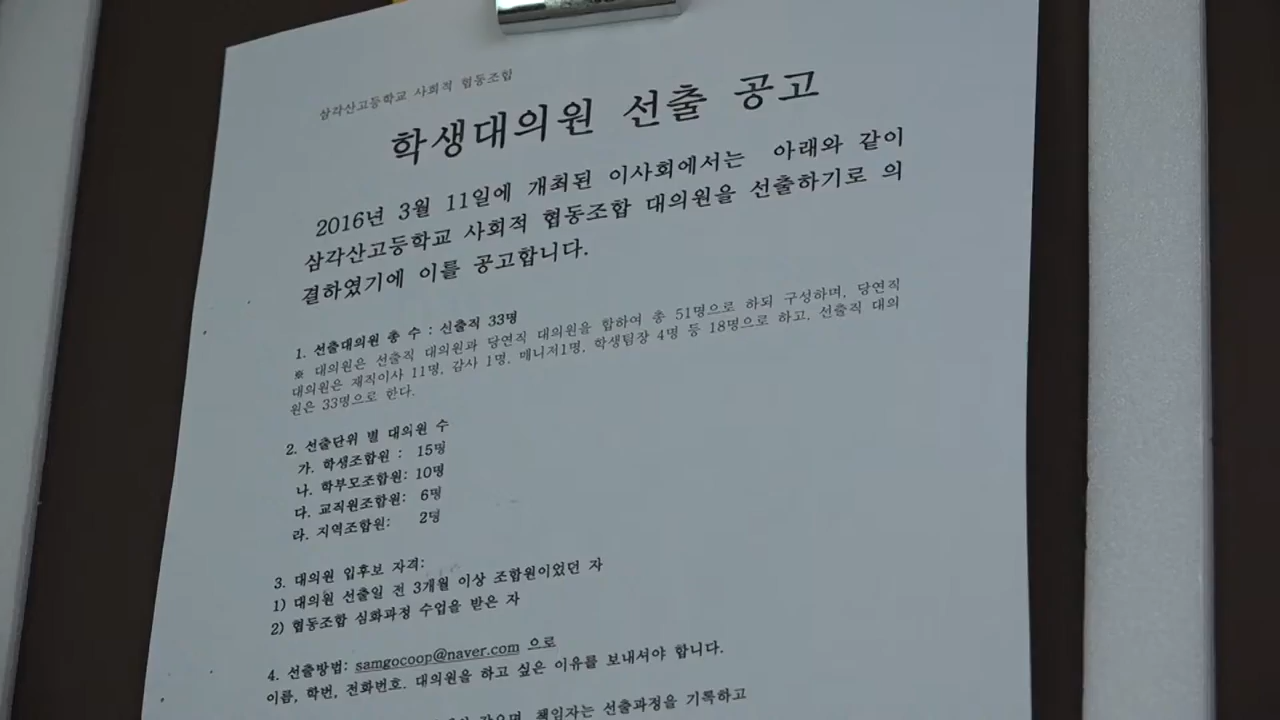 삼각산고등학교 사회적 협동조합
학생대의원 선출 공고
2016년 3월 11일에 개최된 이사회에서는 아래와 같이
삼각산고등학교 사회적 협동조합 대의원을 선출하기로 의
결하였기에 이를 공고합니다.
1. 선출대의원 총 수 : 신출직 33명
※ 대의원은 선출직 대의원과 당연직 대의원을 합하여 총 51명으로 하되 구성하며, 당연직
대의원은 재직이사 11명, 감사 1명. 매니저1명. 학생팀장 4명 등 18명으로 하고. 선출직 대의
원은 33명으로 한다.
2. 선출단위 별 대의원 수
가. 학생조합원 : 15명
나. 학부모조합원: 10명
다. 교직원조합원: 6명
라. 지역조합원: 2명
3. 대의원 입후보 자격:
1) 대의원 선출일 전 3개월 이상 조합원이었던 자
2) 협동조합 심화과정 수업을 받은 자
4. 선출방법: samgocoop@naver.com 으로
이름, 학번, 전화번호. 대의원을 하고 싶은 이유를 보내셔야 합니다.
같으며, 책임자는 선출과정을 기록하고